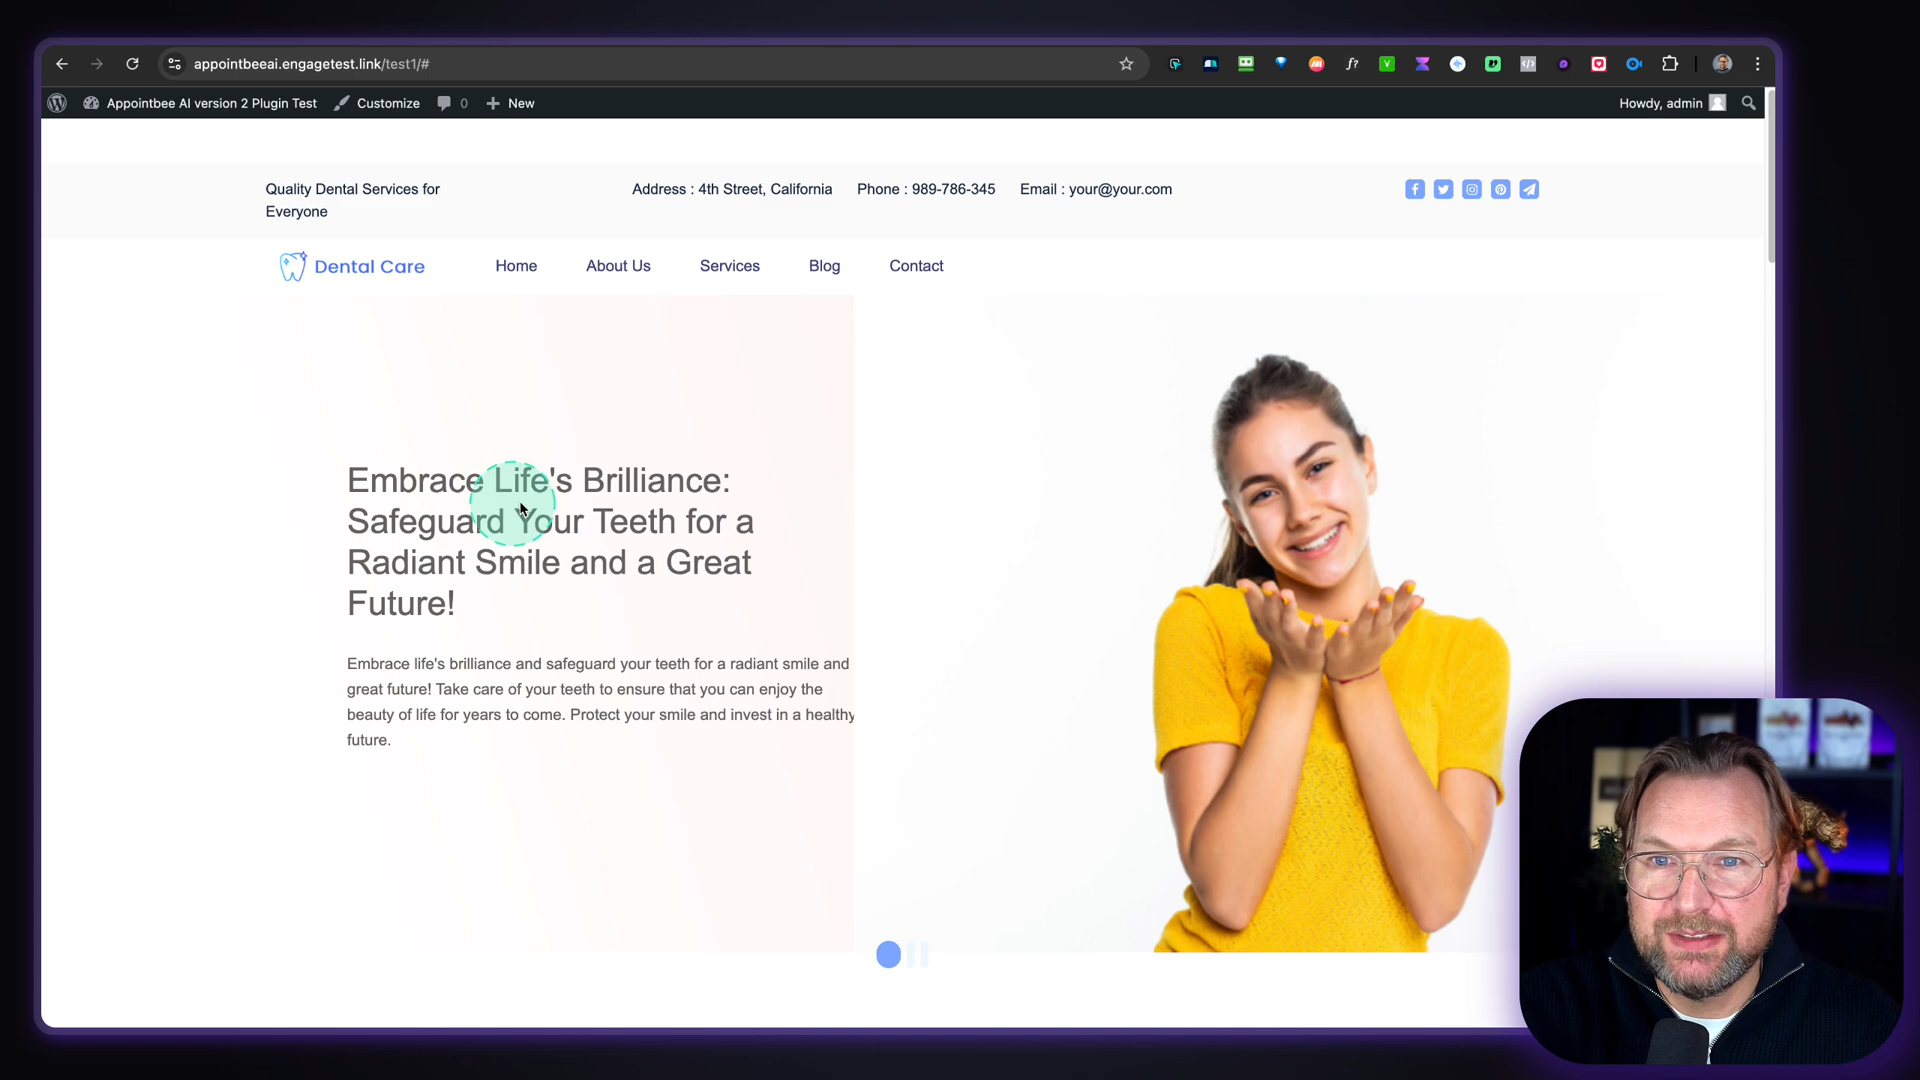 appointbeeai.engagetest.link/test1/#
Appointbee AI version 2 Plugin Test Customize 0 New Howdy, admin
Quality Dental Services for
Everyone
Address : 4th Street, California Phone : 989-786-345 Email : your@your.com
Dental Care Home About Us Services Blog Contact
Embrace Life's Brilliance:
Safeguard Your Teeth for a
Radiant Smile and a Great
Future!
Embrace life's brilliance and safeguard your teeth for a radiant smile and
great future! Take care of your teeth to ensure that you can enjoy the
beauty of life for years to come. Protect your smile and invest in a healthy
future.